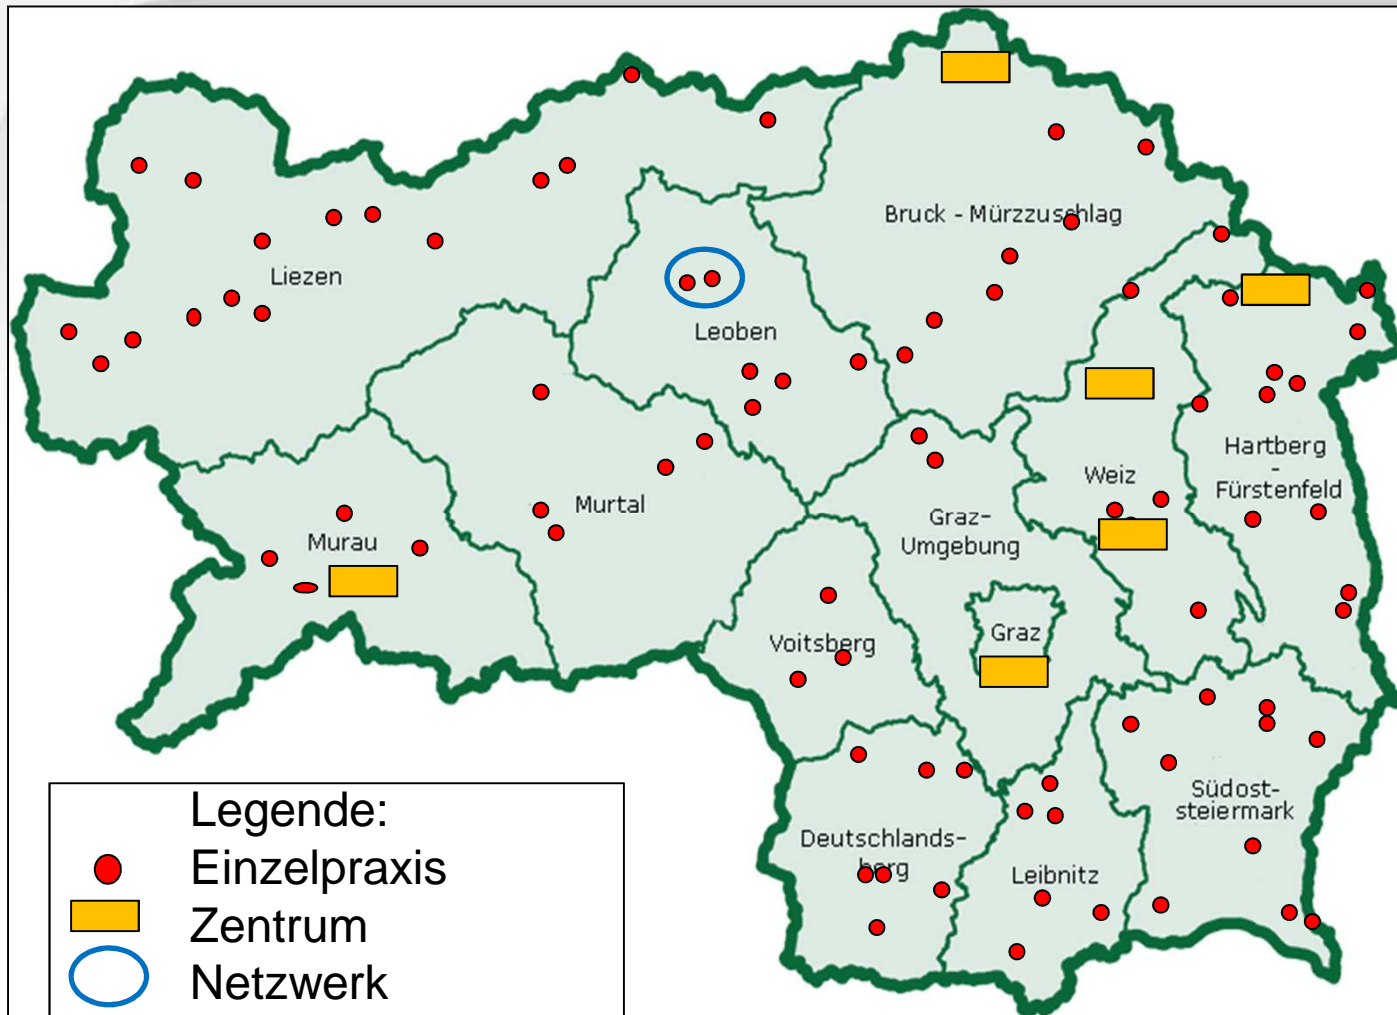 Bruck - Mürzzuschlag
Liezen
Leoben
Hartberg
-
Fürstenfeld
Weiz
Murtal
Graz-
Umgebung
Murau
Graz
Voitsberg
Südost-
steiermark
Deutschlands-
berg
Leibnitz
Legende:
Einzelpraxis
Zentrum
Netzwerk